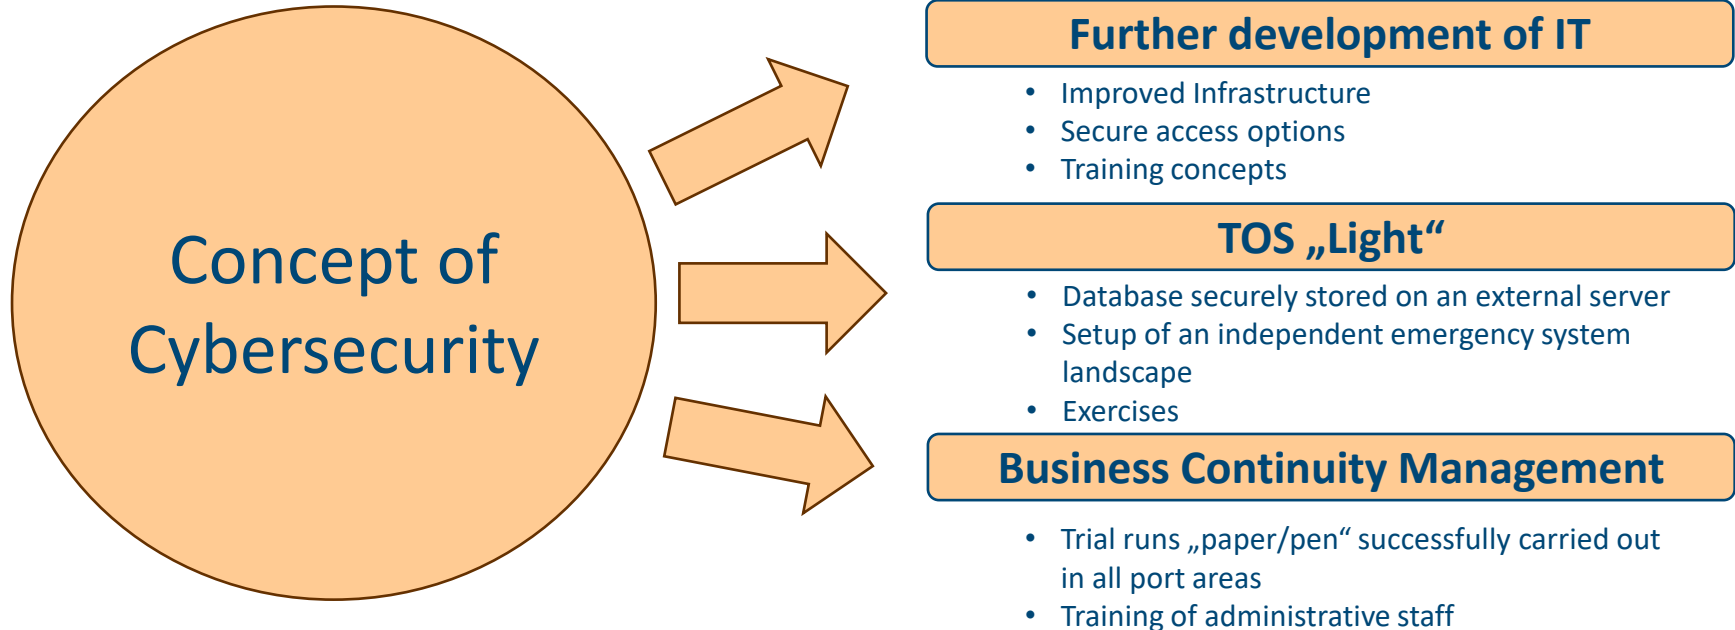 Concept of
Cybersecurity
Further development of IT
• Improved Infrastructure
• Secure access options
• Training concepts
TOS „Light“
• Database securely stored on an external server
• Setup of an independent emergency system
landscape
• Exercises
Business Continuity Management
• Trial runs „paper/pen“ successfully carried out
in all port areas
• Training of administrative staff